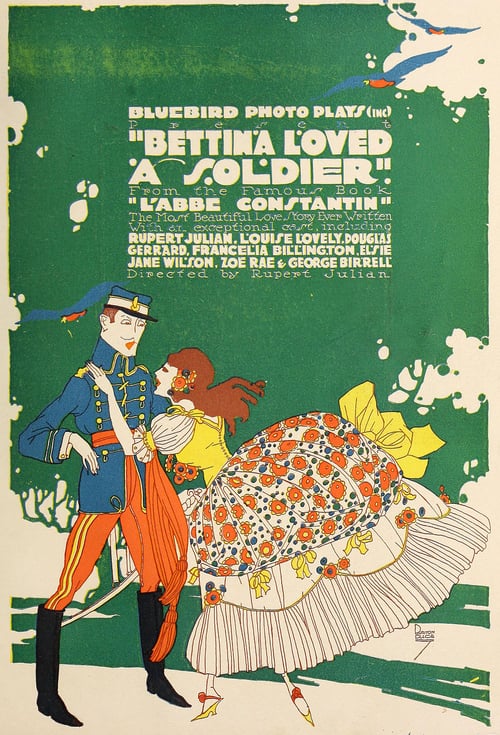 BLUEBIRD PHOTO PLAYS (INC)
Present
"BETTINA LOVED
A SOLDIER"
From the Famous Book
"L'ABBE CONSTANTIN"
The Most Beautiful Love Story Ever Written
With an exceptional cast, including
RUPERT JULIAN, LOUISE LOVELY, DOUGLAS
GERRARD, FRANCELIA BILLINGTON, ELSIE
JANE WILSON, ZOE RAE & GEORGE BIRRELL
Directed by Rupert Julian